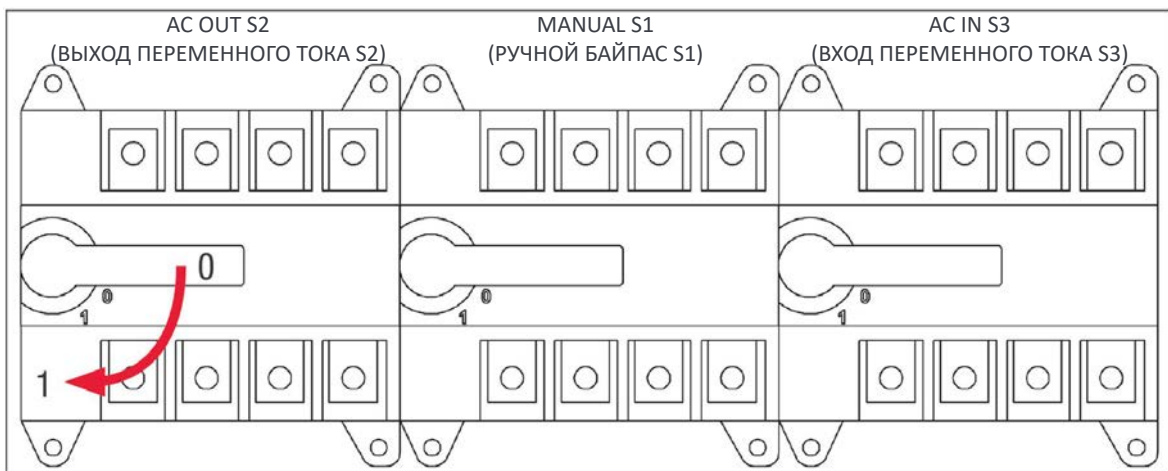 AC OUT S2
(ВЫХОД ПЕРЕМЕННОГО ТОКА S2)
MANUAL S1
(РУЧНОЙ БАЙПАС S1)
AC IN S3
(ВХОД ПЕРЕМЕННОГО ТОКА S3)
0
0
1
1
0
1
0
1